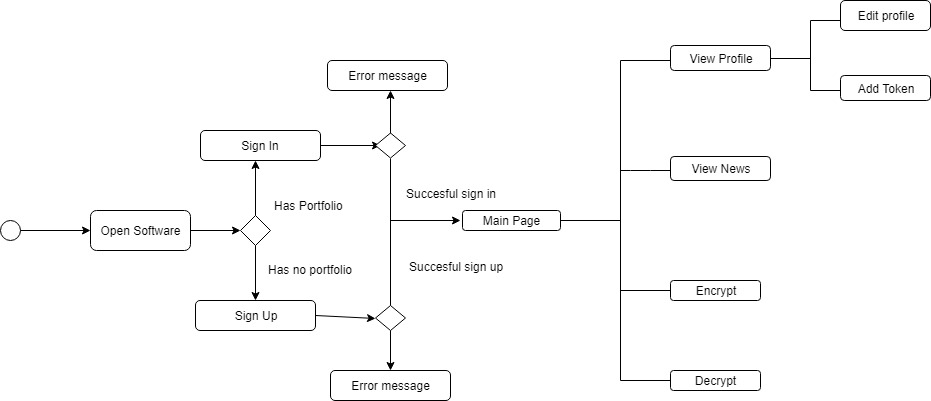 Edit profile
View Profile
Error message
Add Token
Sign In
View News
Succesful sign in
Has Portfolio
Main Page
Open Software
Succesful sign up
Has no portfolio
Encrypt
Sign Up
Decrypt
Error message